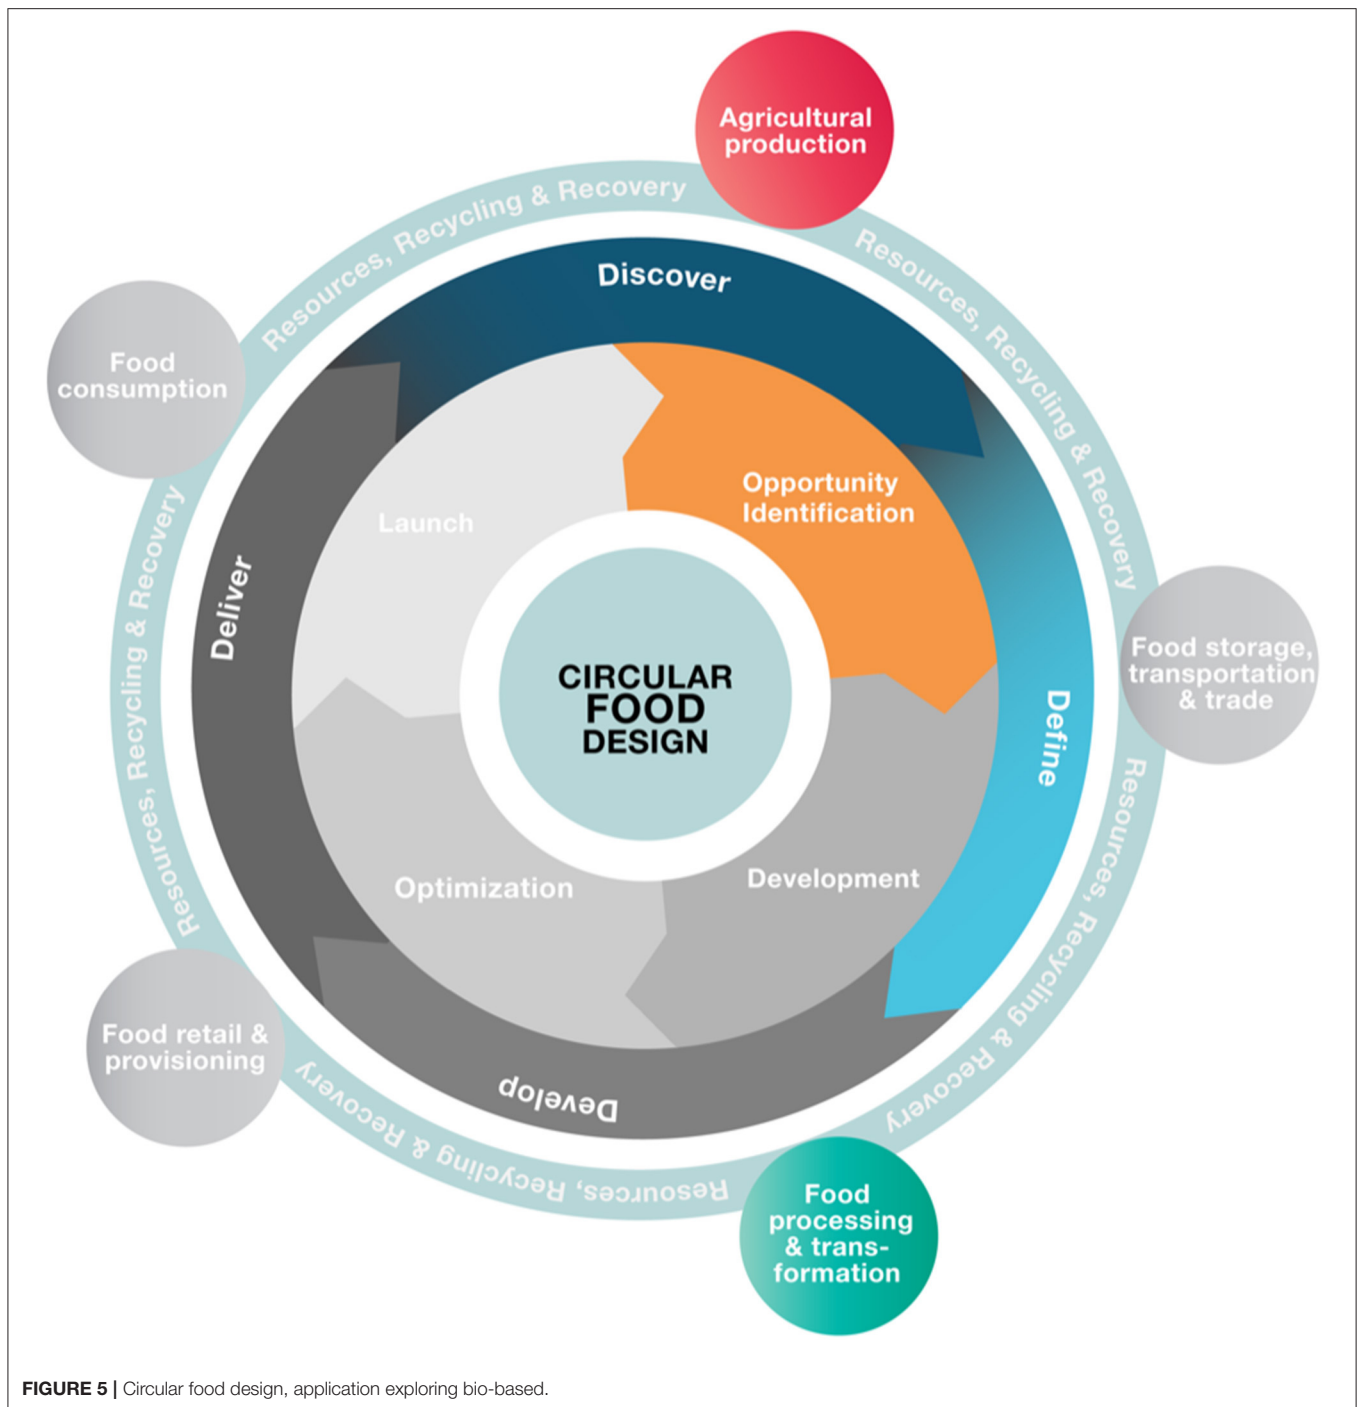 Agricultural
production
Resources, Recycling & Recovery
Resources, Recycling & Recovery
Discover
Food
consumption
Opportunity
Identification
Launch
Deliver
Resources, Recycling & Recovery
Food storage,
transportation
& trade
CIRCULAR
FOOD
DESIGN
Define
Resources, Recycling & Recovery
Development
Optimization
Food retail &
provisioning
Develop
Resources, Recycling & Recovery
Food
processing
& trans-
formation
FIGURE 5 | Circular food design, application exploring bio-based.